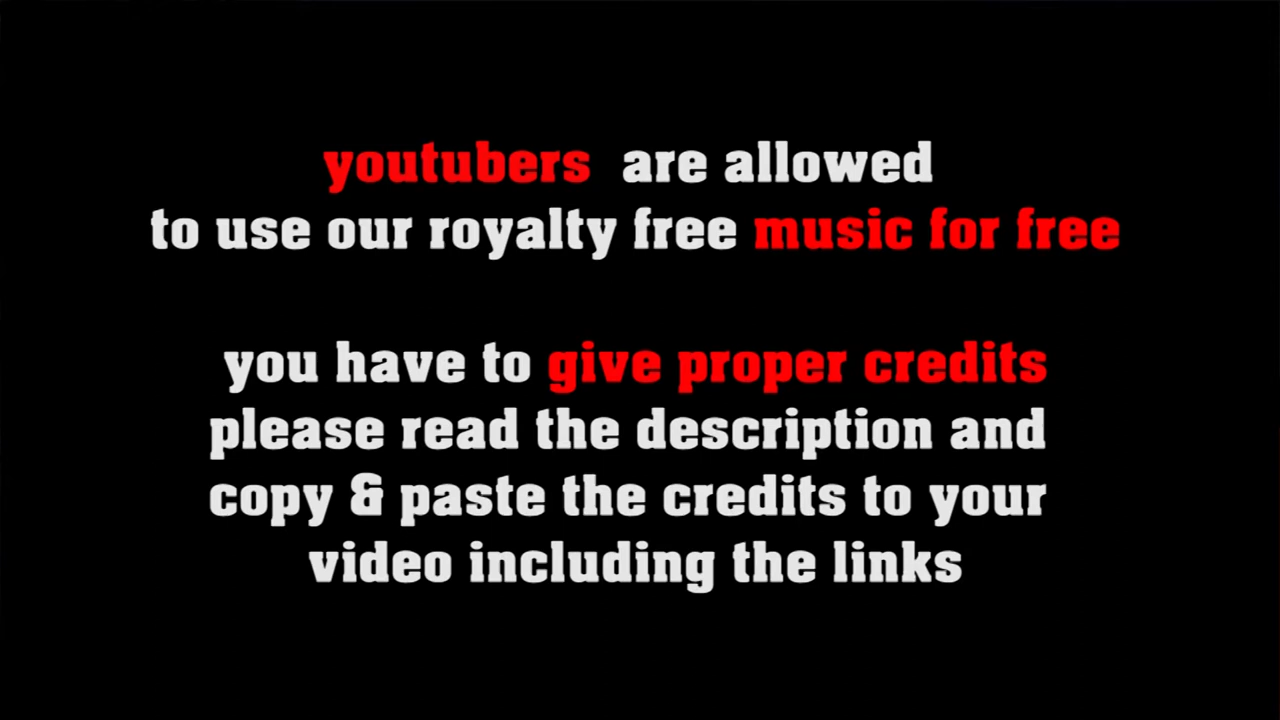 youtubers are allowed
to use our royalty free music for free
you have to give proper credits
please read the description and
copy & paste the credits to your
video including the links